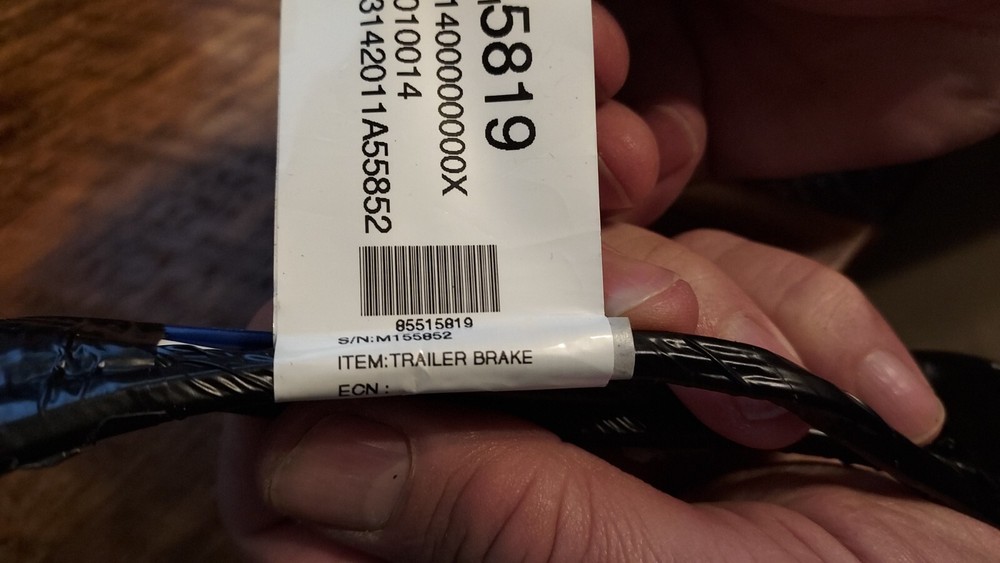 5819
1400000000X
010014
3142011A55852
85515819
S/N:M155852
ITEM:TRAILER BRAKE
ECN :